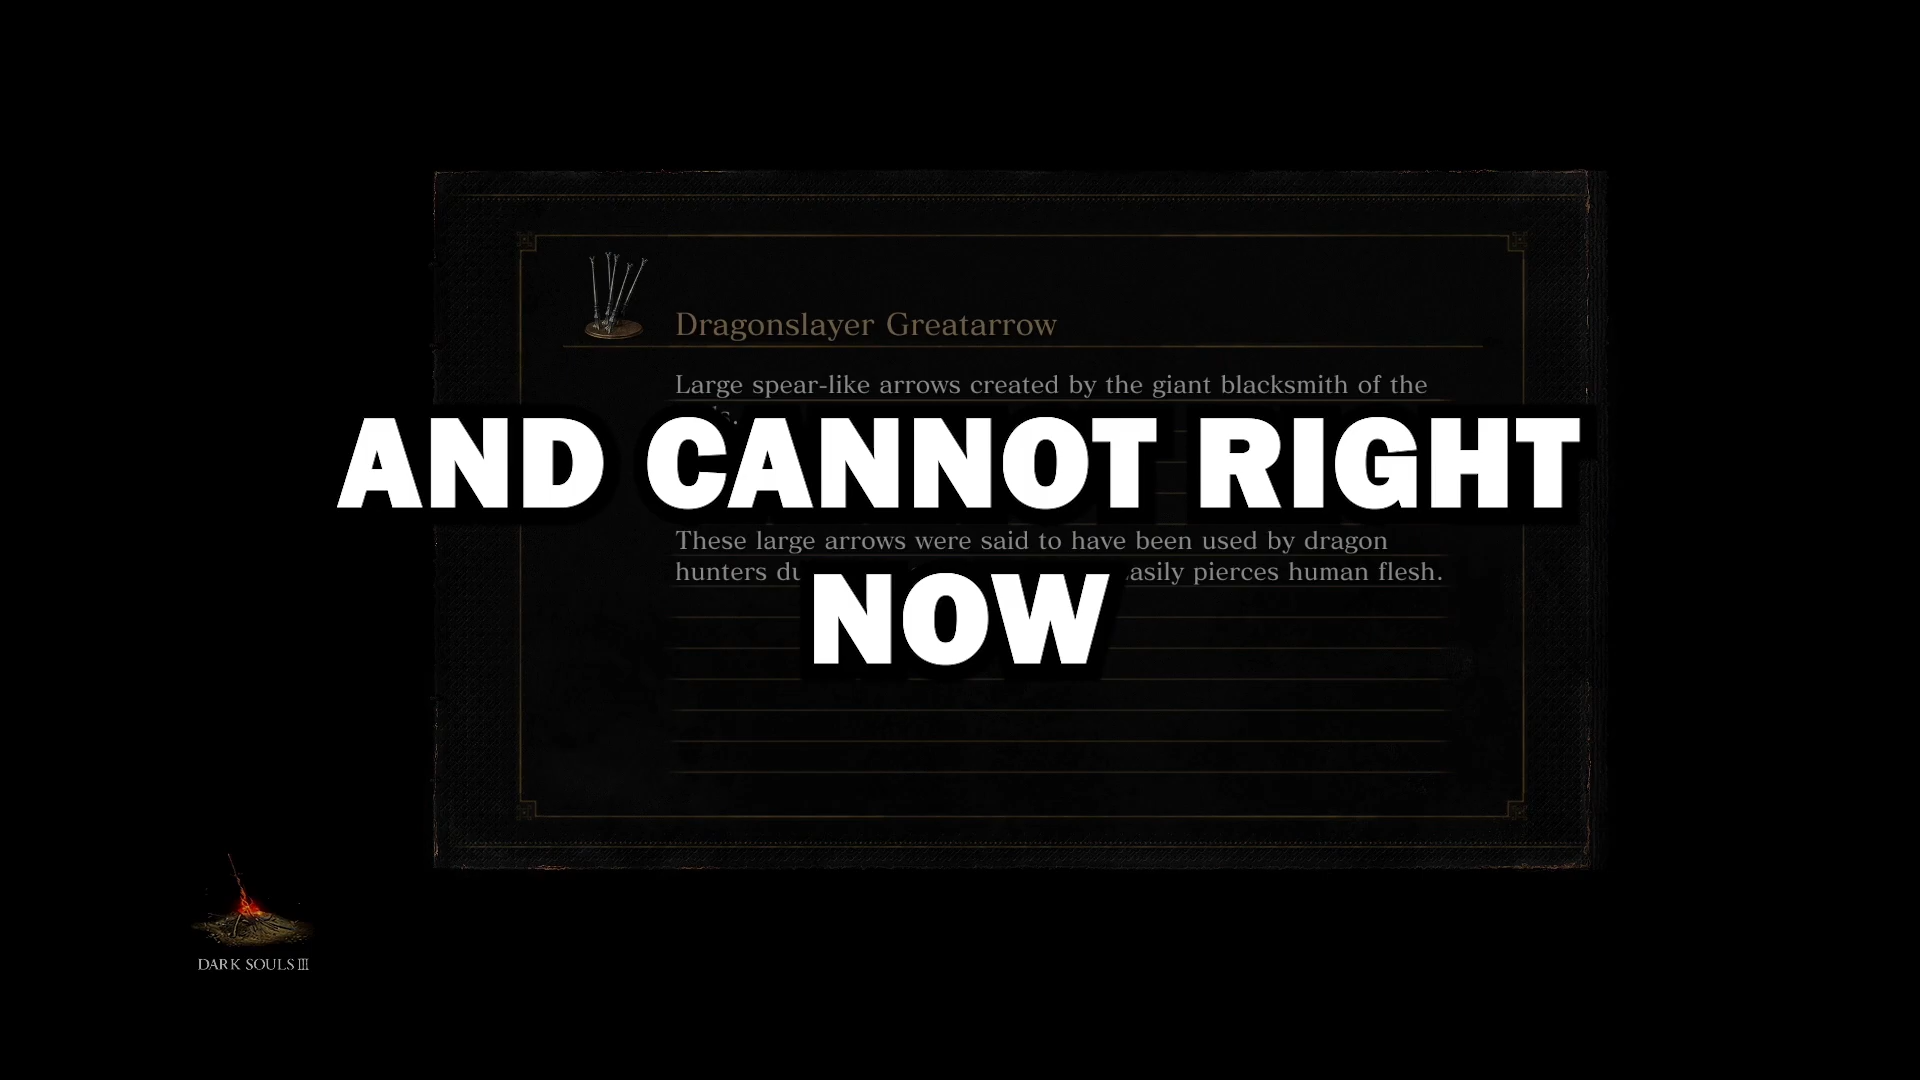 Dragonslayer Greatarrow
Large spear-like arrows created by the giant blacksmith of the
AND CANNOT RIGHT
These large arrows were said to have been used by dragon
hunters pierces human flesh.
NOW
DARK SOULS III